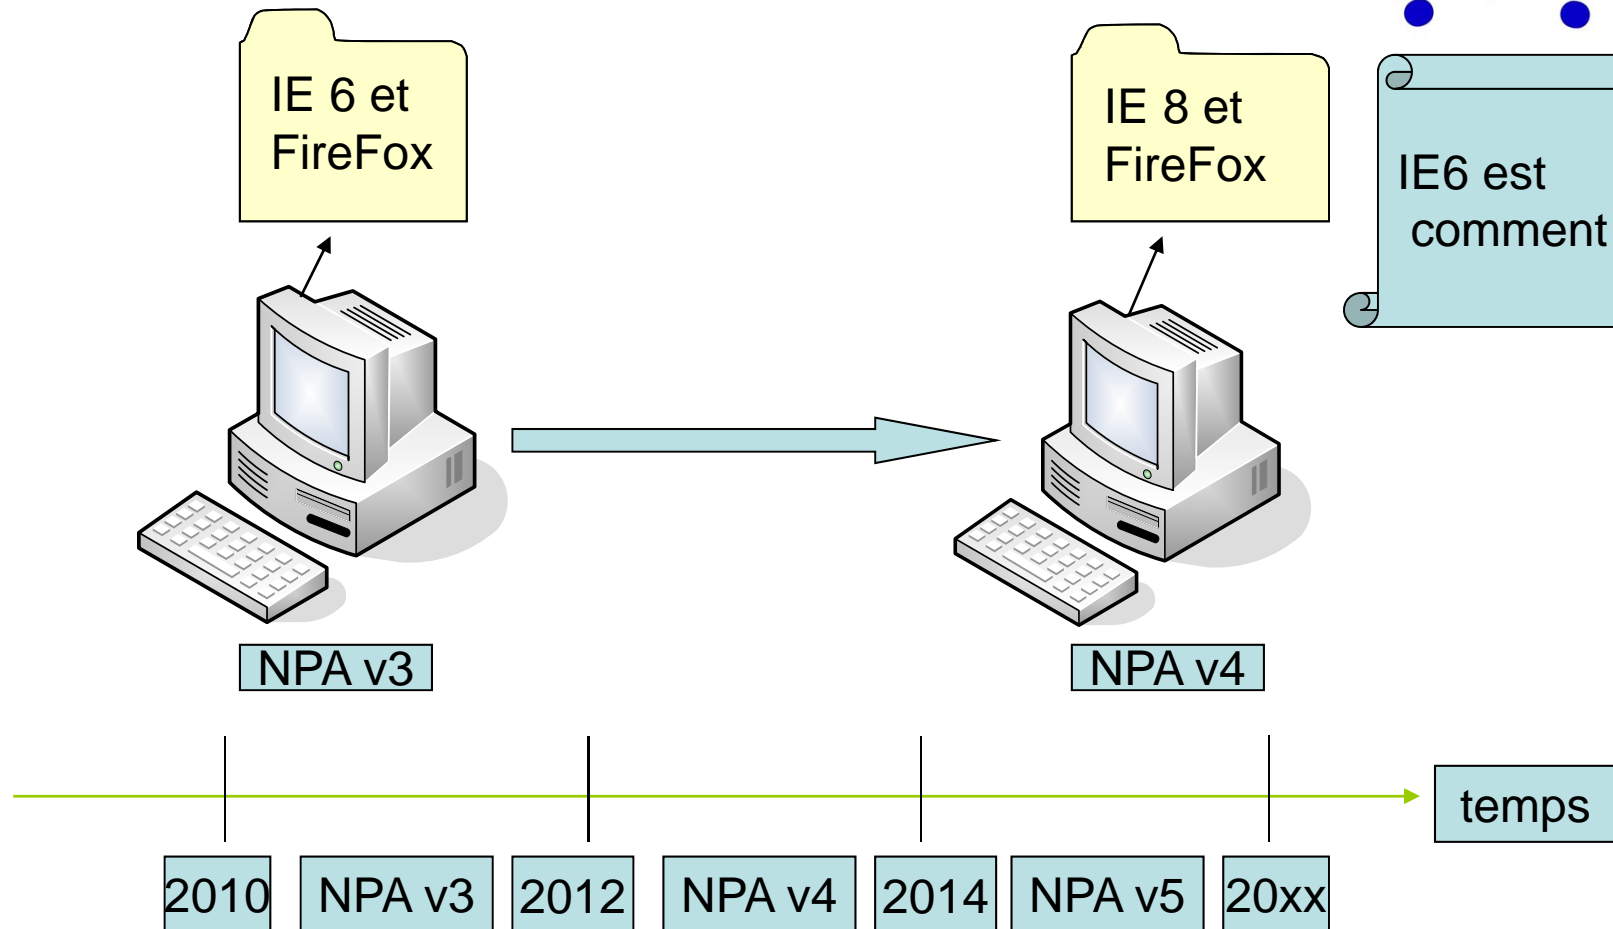 IE 6 et
FireFox
IE 8 et
FireFox
IE6 est
comment
NPA v3
NPA v4
temps
2010
NPA v3
2012
NPA v4
2014
NPA v5
20xx